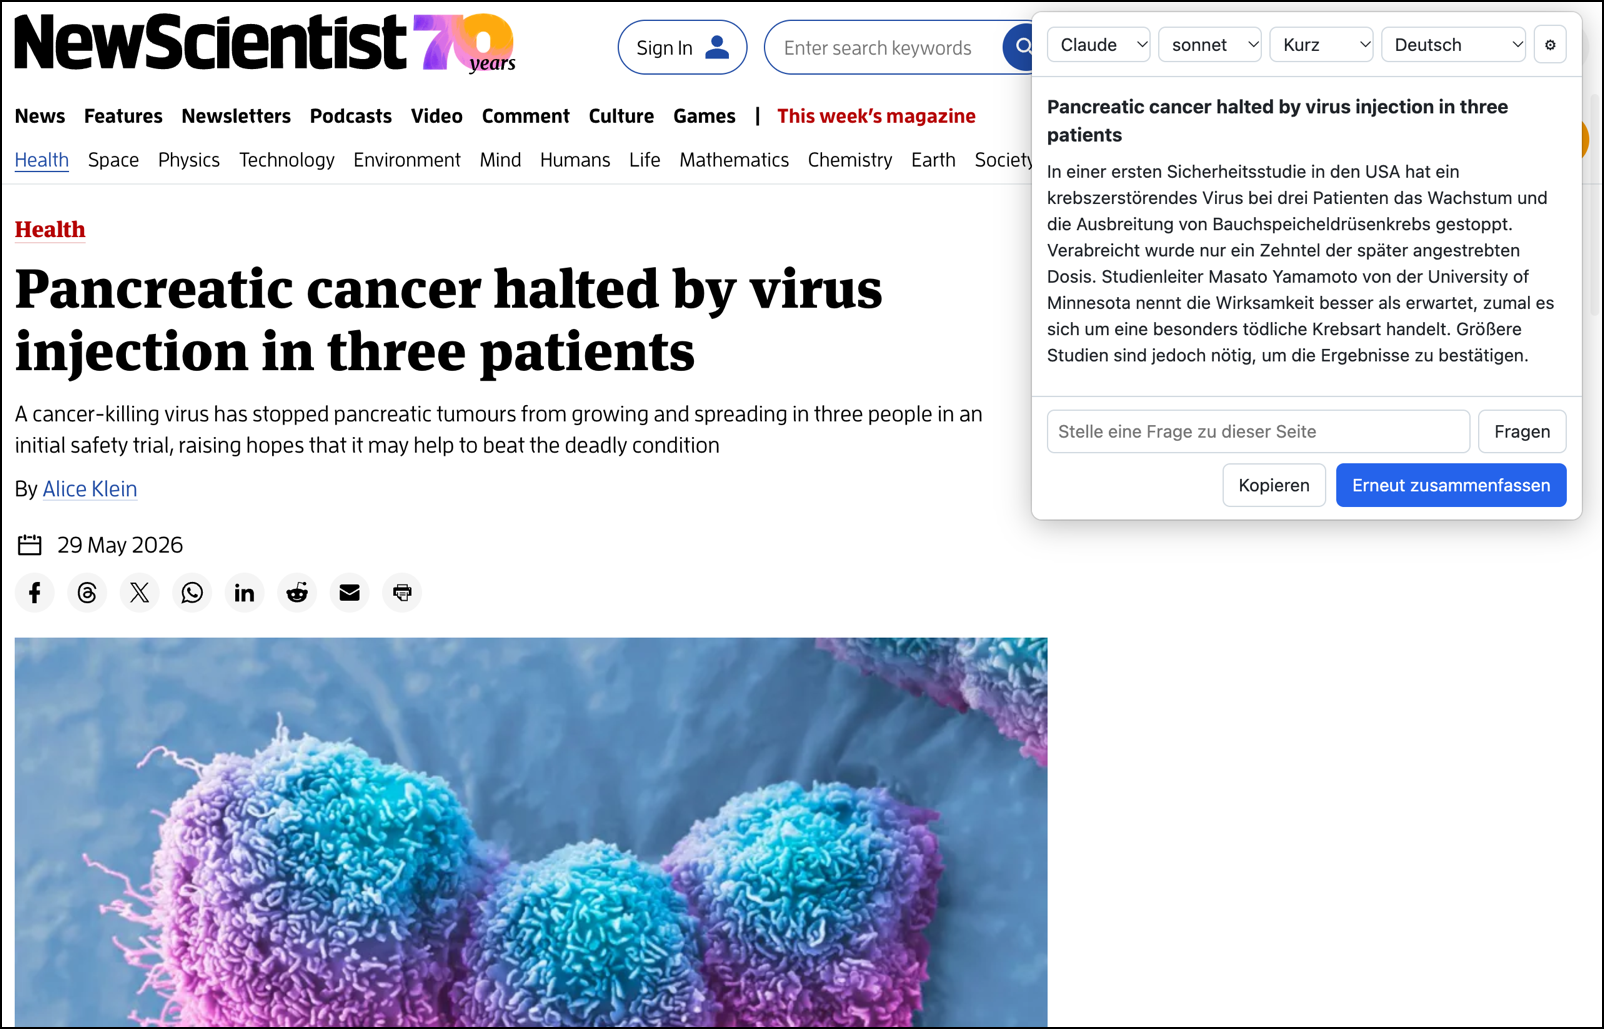 NewScientist 70 years
Sign In
Enter search keywords
News Features Newsletters Podcasts Video Comment Culture Games | This week's magazine
Health Space Physics Technology Environment Mind Humans Life Mathematics Chemistry Earth Society
Health
Pancreatic cancer halted by virus
injection in three patients
A cancer-killing virus has stopped pancreatic tumours from growing and spreading in three people in an
initial safety trial, raising hopes that it may help to beat the deadly condition
By Alice Klein
29 May 2026
Claude sonnet Kurz Deutsch
Pancreatic cancer halted by virus injection in three
patients
In einer ersten Sicherheitsstudie in den USA hat ein
krebszerstörendes Virus bei drei Patienten das Wachstum und
die Ausbreitung von Bauchspeicheldrüsenkrebs gestoppt.
Verabreicht wurde nur ein Zehntel der später angestrebten
Dosis. Studienleiter Masato Yamamoto von der University of
Minnesota nennt die Wirksamkeit besser als erwartet, zumal es
sich um eine besonders tödliche Krebsart handelt. Größere
Studien sind jedoch nötig, um die Ergebnisse zu bestätigen.
Stelle eine Frage zu dieser Seite
Fragen
Kopieren
Erneut zusammenfassen